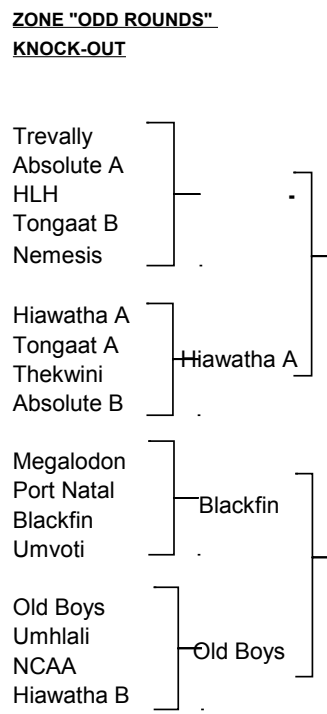 ZONE "ODD ROUNDS"
KNOCK-OUT
Trevally
Absolute A
HLH
Tongaat B
Nemesis
Hiawatha A
Tongaat A
Thekwini
Absolute B
Hiawatha A
Megalodon
Port Natal
Blackfin
Umvoti
Blackfin
Old Boys
Umhlali
NCAA
Hiawatha B
Old Boys